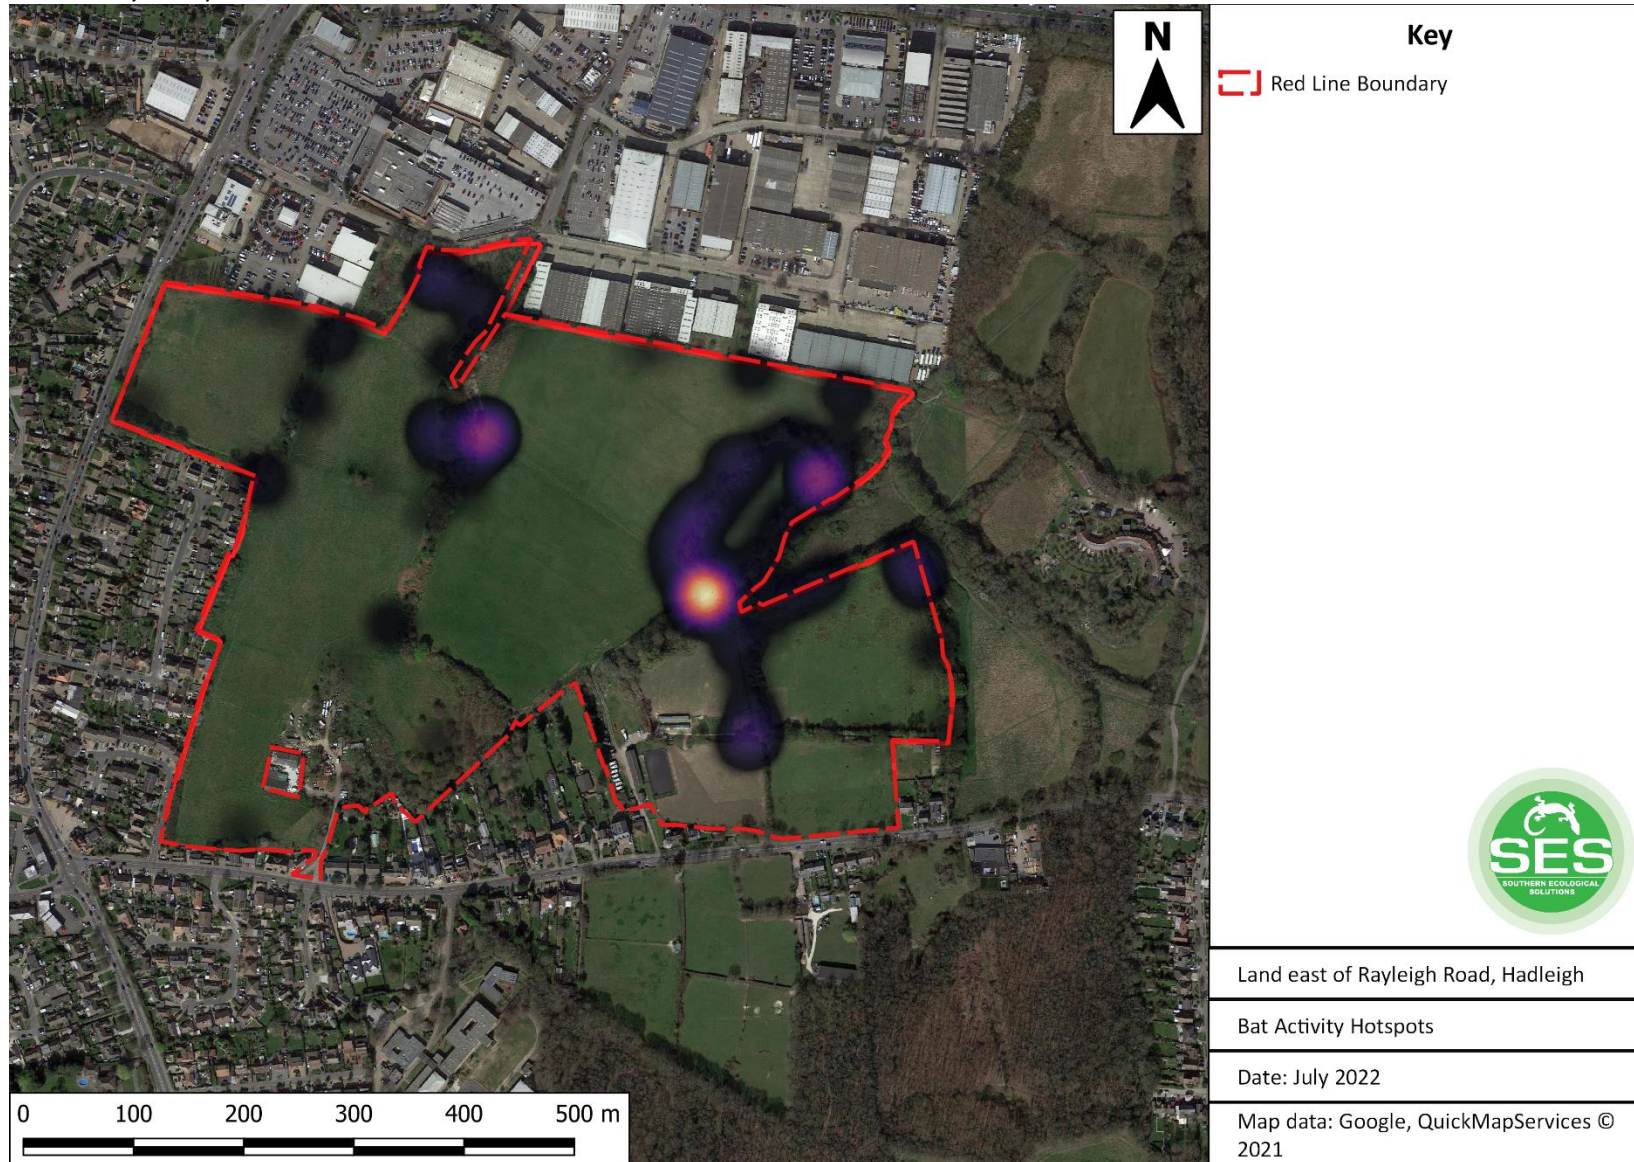 N
Key
Red Line Boundary
SES
SOUTHERN ECOLOGICAL
SOLUTIONS
Land east of Rayleigh Road, Hadleigh
Bat Activity Hotspots
Date: July 2022
Map data: Google, QuickMapServices ©
2021
0 100 200 300 400 500 m